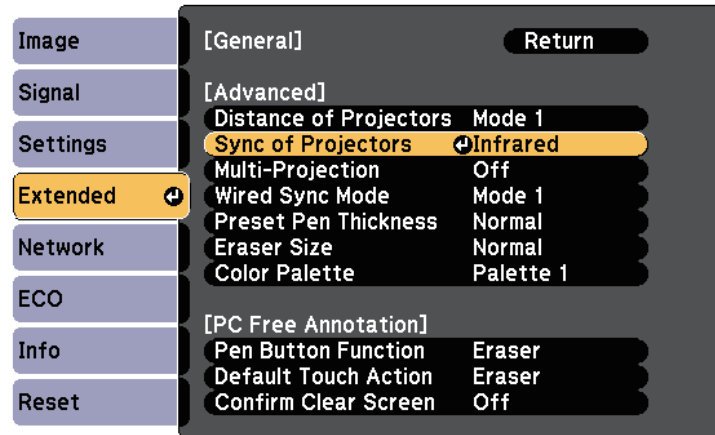 Image
Signal
Settings
Extended
Network
ECO
Info
Reset
[General] Return
[Advanced]
Distance of Projectors Mode 1
Sync of Projectors Infrared
Multi-Projection Off
Wired Sync Mode Mode 1
Preset Pen Thickness Normal
Eraser Size Normal
Color Palette Palette 1
[PC Free Annotation]
Pen Button Function Eraser
Default Touch Action Eraser
Confirm Clear Screen Off